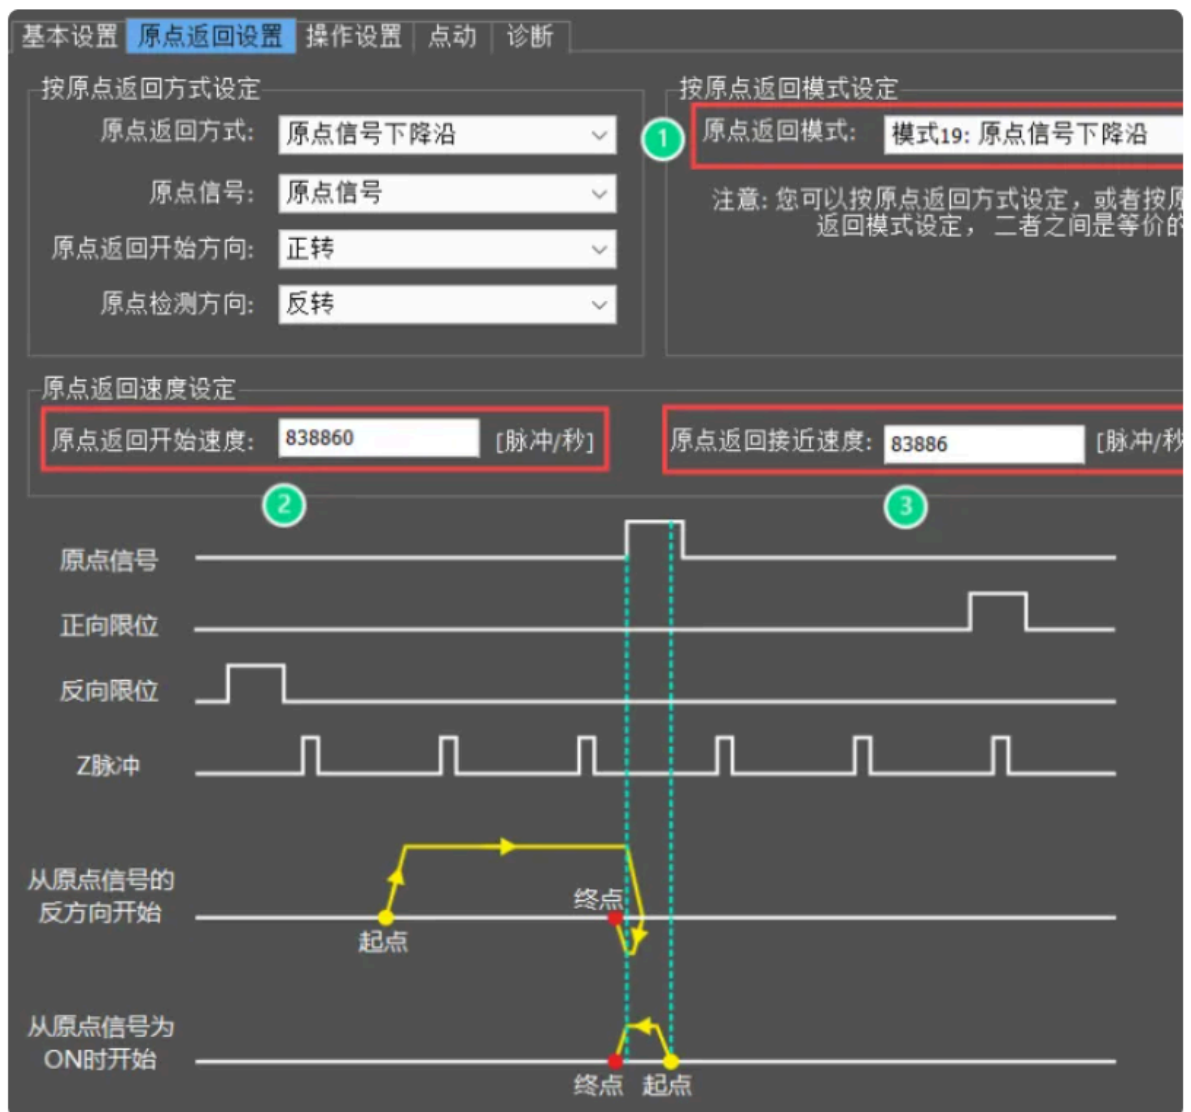 基本设置 原点返回设置 操作设置 点动 诊断
按原点返回方式设定
原点返回方式: 原点信号下降沿
原点信号: 原点信号
原点返回开始方向: 正转
原点检测方向: 反转
按原点返回模式设定
1 原点返回模式: 模式19: 原点信号下降沿
注意: 您可以按原点返回方式设定, 或者按原
返回模式设定, 二者之间是等价的
原点返回速度设定
原点返回开始速度: 838860 [脉冲/秒]
原点返回接近速度: 83886 [脉冲/秒
2
3
原点信号
正向限位
反向限位
Z脉冲
从原点信号的
反方向开始
终点
起点
从原点信号为
ON时开始
终点 起点